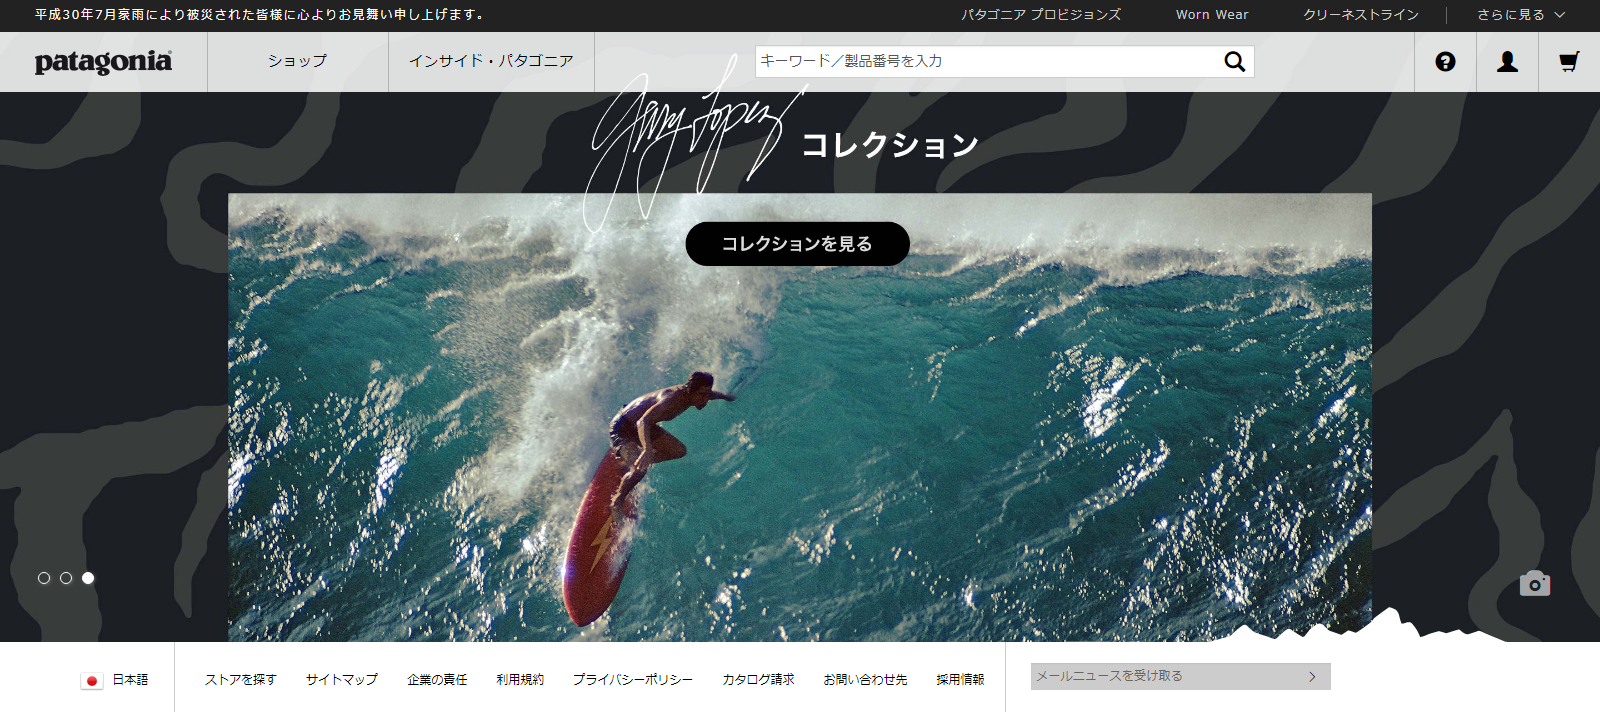 平成30年7月豪雨により被災された皆様に心よりお見舞い申し上げます。
パタゴニア プロビジョンズ
Worn Wear
クリーネストライン
さらに見る
patagonia
ショップ
インサイド・パタゴニア
キーワード／製品番号を入力
Gerry Lopez コレクション
コレクションを見る
日本語
ストアを探す
サイトマップ
企業の責任
利用規約
プライバシーポリシー
カタログ請求
お問い合わせ先
採用情報
メールニュースを受け取る